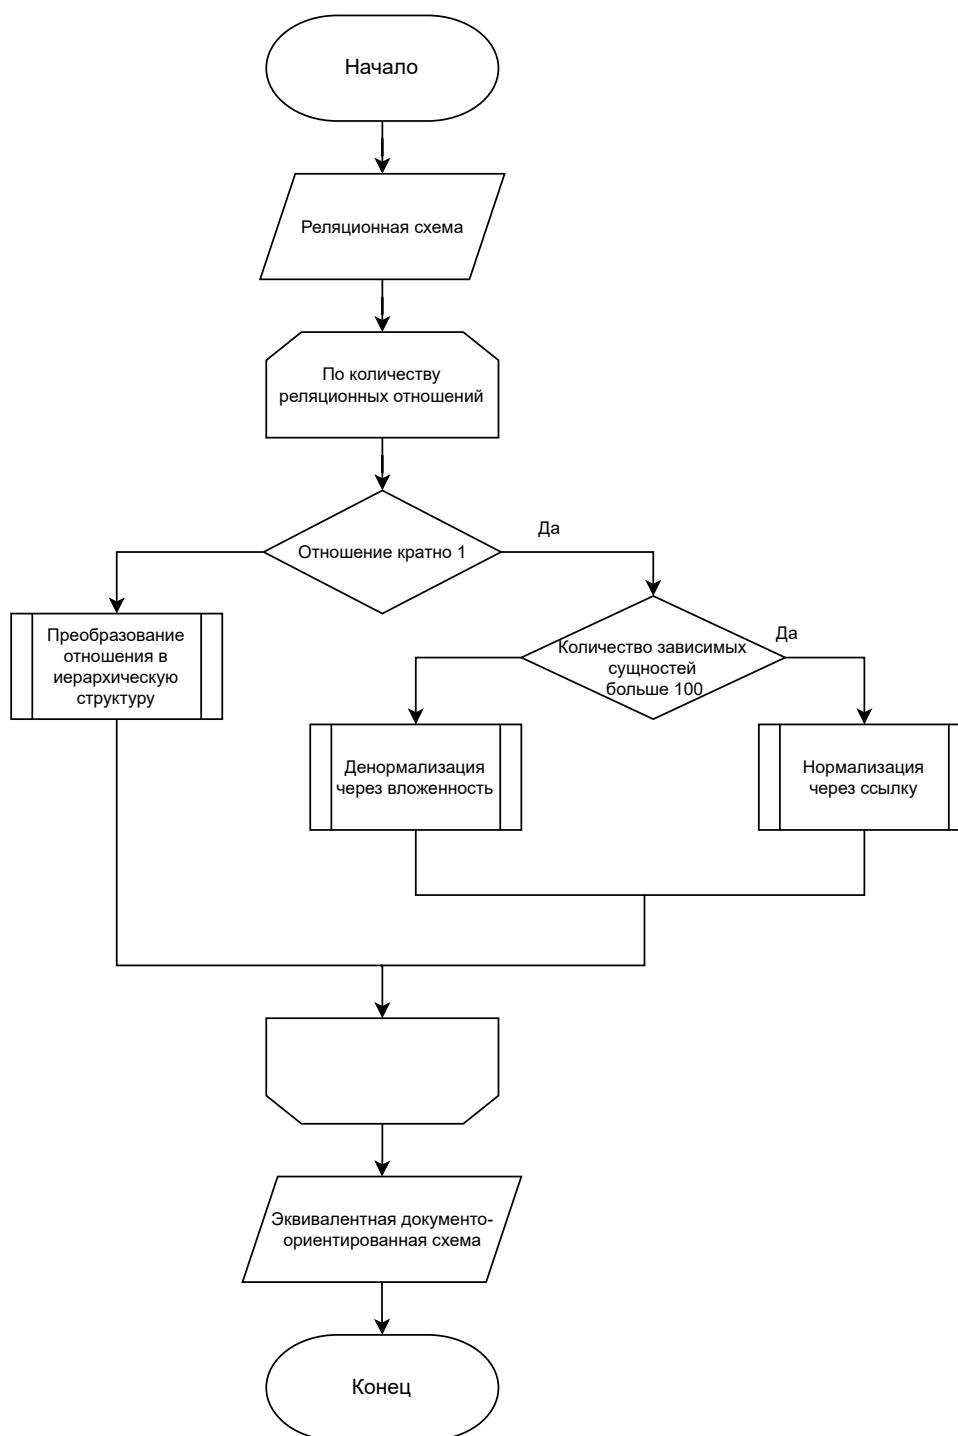 Начало
Реляционная схема
По количеству
реляционных отношений
Отношение кратно 1
Да
Преобразование
отношения в
иерархическую
структуру
Количество зависимых
сущностей
больше 100
Да
Денормализация
через вложенность
Нормализация
через ссылку
Эквивалентная документо-
ориентированная схема
Конец